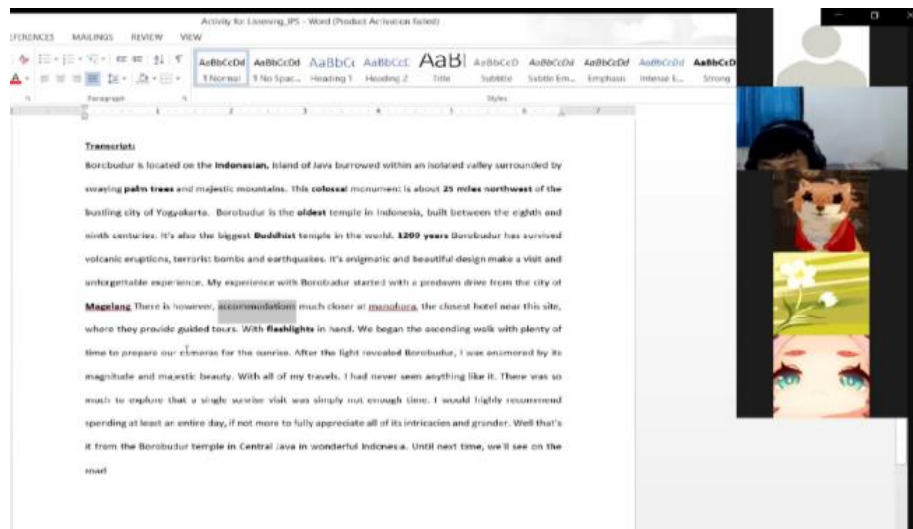 Activity for Listening_IPS - Word (Product Activation Failed)
MAILINGS REVIEW VIEW
AaBbCcDd AaBbCcDd AaBbCc AaBbCcC AaBl AaBbCcD AaBbCcDd AaBbCcDd AaBbCcDd AaBbCcD
¶ Normal ¶ No Spac... Heading 1 Heading 2 Title Subtitle Subtle Em... Emphasis Intense E... Strong
Paragraph Styles
1 2 3 4 5 6 7
Transcript:
Borobudur is located on the Indonesian, island of Java burrowed within an isolated valley surrounded by
swaying palm trees and majestic mountains. This colossal monument is about 25 miles northwest of the
bustling city of Yogyakarta. Borobudur is the oldest temple in Indonesia, built between the eighth and
ninth centuries. It's also the biggest Buddhist temple in the world. 1200 years Borobudur has survived
volcanic eruptions, terrorist bombs and earthquakes. It's enigmatic and beautiful design make a visit and
unforgettable experience. My experience with Borobudur started with a predawn drive from the city of
Magelang There is however, accommodations much closer at manohara, the closest hotel near this site,
where they provide guided tours. With flashlights in hand. We began the ascending walk with plenty of
time to prepare our cameras for the sunrise. After the light revealed Borobudur, I was enamored by its
magnitude and majestic beauty. With all of my travels. I had never seen anything like it. There was so
much to explore that a single sunrise visit was simply not enough time. I would highly recommend
spending at least an entire day, if not more to fully appreciate all of its intricacies and grander. Well that's
it from the Borobudur temple in Central Java in wonderful Indonesia. Until next time, we'll see on the
road